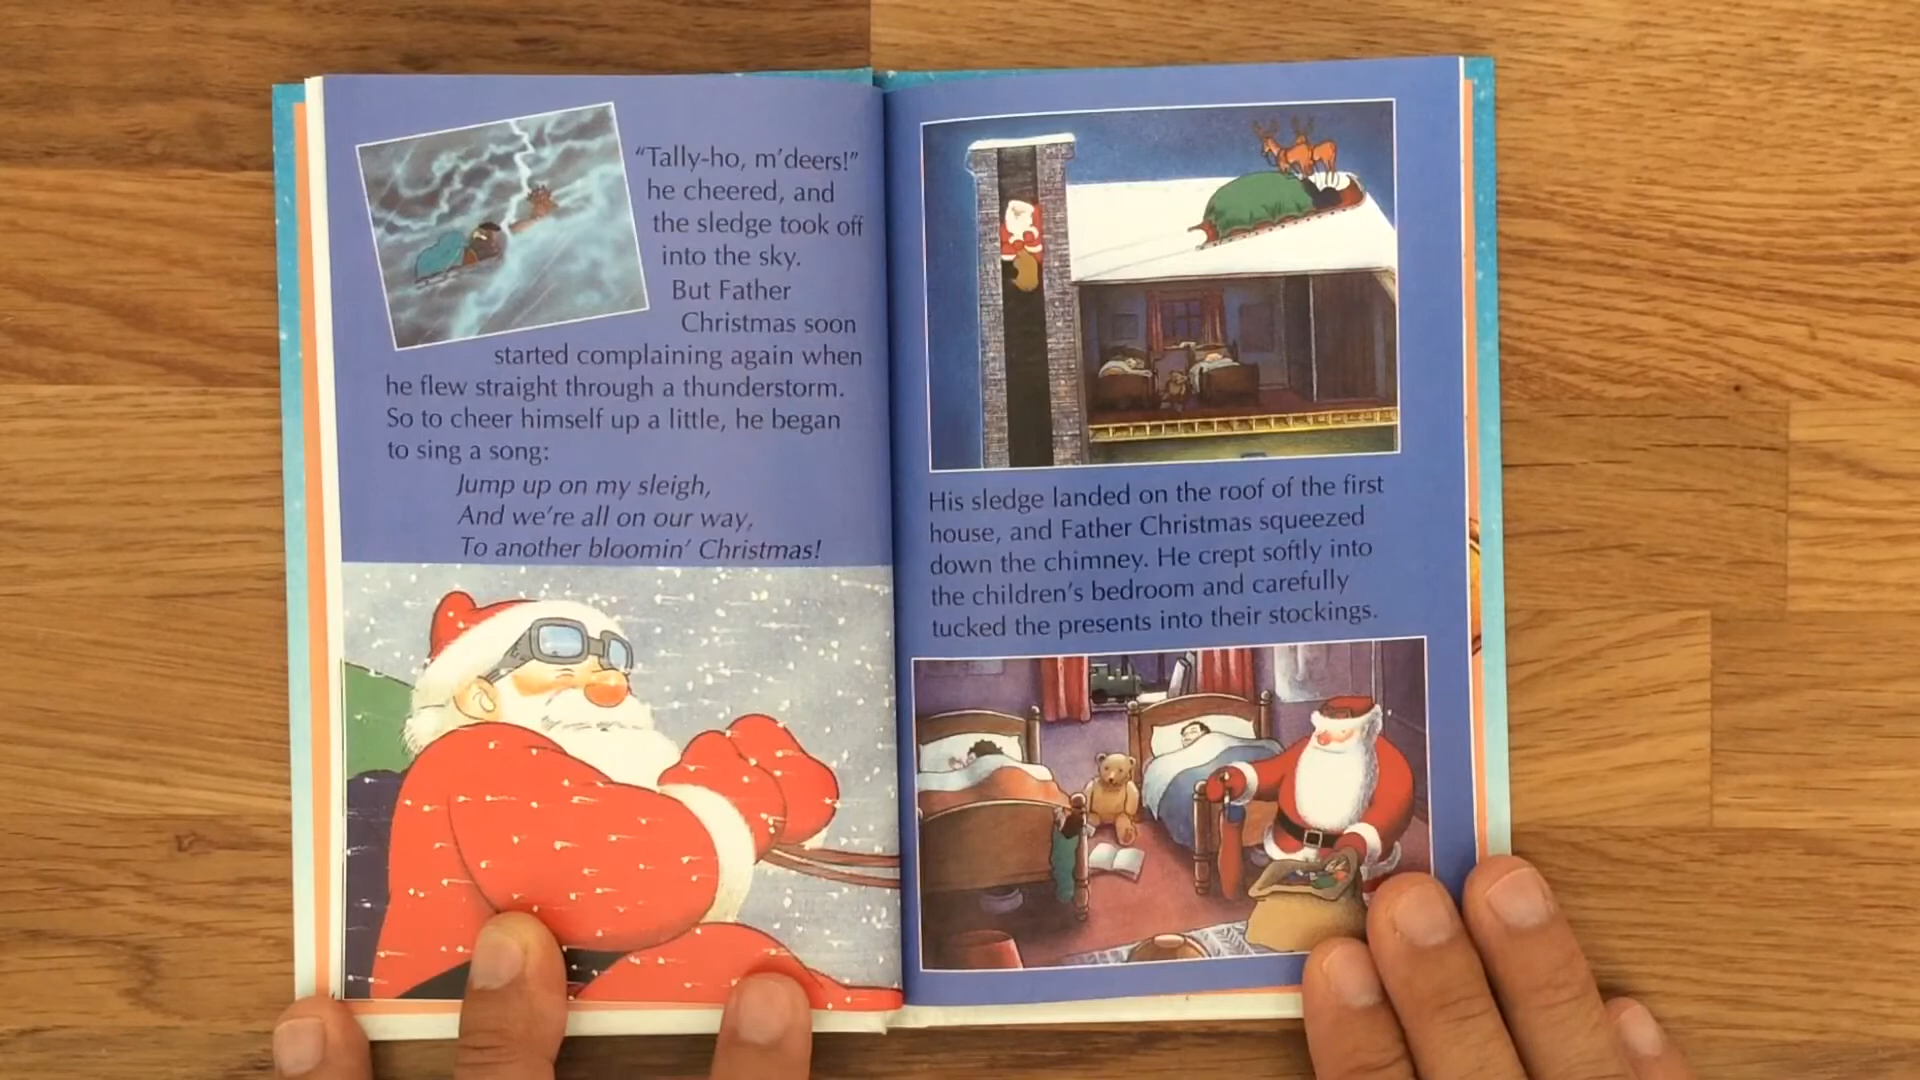 “Tally-ho, m’deers!”
he cheered, and
the sledge took off
into the sky.
But Father
Christmas soon
started complaining again when
he flew straight through a thunderstorm.
So to cheer himself up a little, he began
to sing a song:
Jump up on my sleigh,
And we’re all on our way,
To another bloomin’ Christmas!
His sledge landed on the roof of the first
house, and Father Christmas squeezed
down the chimney. He crept softly into
the children’s bedroom and carefully
tucked the presents into their stockings.